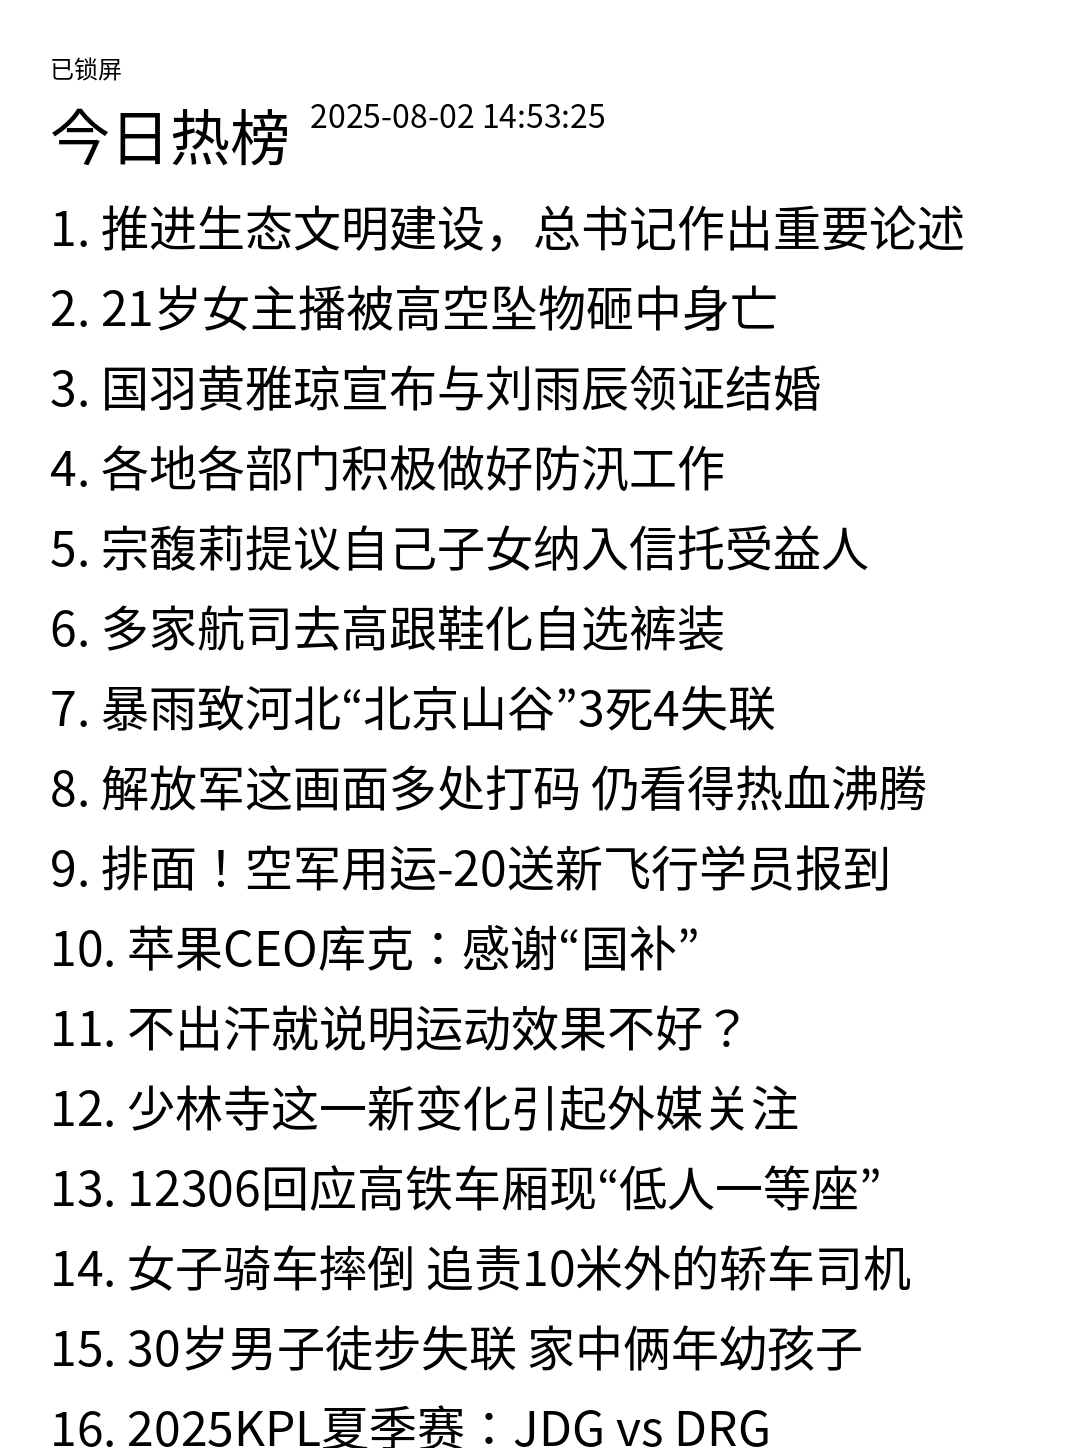 已锁屏
今日热榜 2025-08-02 14:53:25
1. 推进生态文明建设，总书记作出重要论述
2. 21岁女主播被高空坠物砸中身亡
3. 国羽黄雅琼宣布与刘雨辰领证结婚
4. 各地各部门积极做好防汛工作
5. 宗馥莉提议自己子女纳入信托受益人
6. 多家航司去高跟鞋化自选裤装
7. 暴雨致河北“北京山谷”3死4失联
8. 解放军这画面多处打码 仍看得热血沸腾
9. 排面！空军用运-20送新飞行学员报到
10. 苹果CEO库克：感谢“国补”
11. 不出汗就说明运动效果不好？
12. 少林寺这一新变化引起外媒关注
13. 12306回应高铁车厢现“低人一等座”
14. 女子骑车摔倒 追责10米外的轿车司机
15. 30岁男子徒步失联 家中俩年幼孩子
16. 2025KPL夏季赛：JDG vs DRG